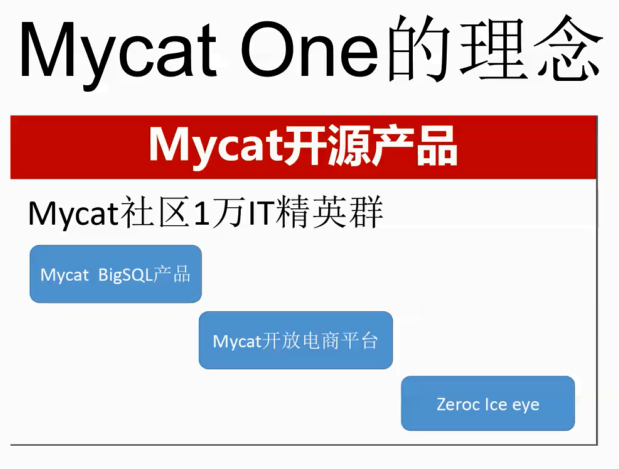 Mycat One的理念
Mycat开源产品
Mycat社区1万IT精英群
Mycat BigSQL产品
Mycat开放电商平台
Zeroc Ice eye